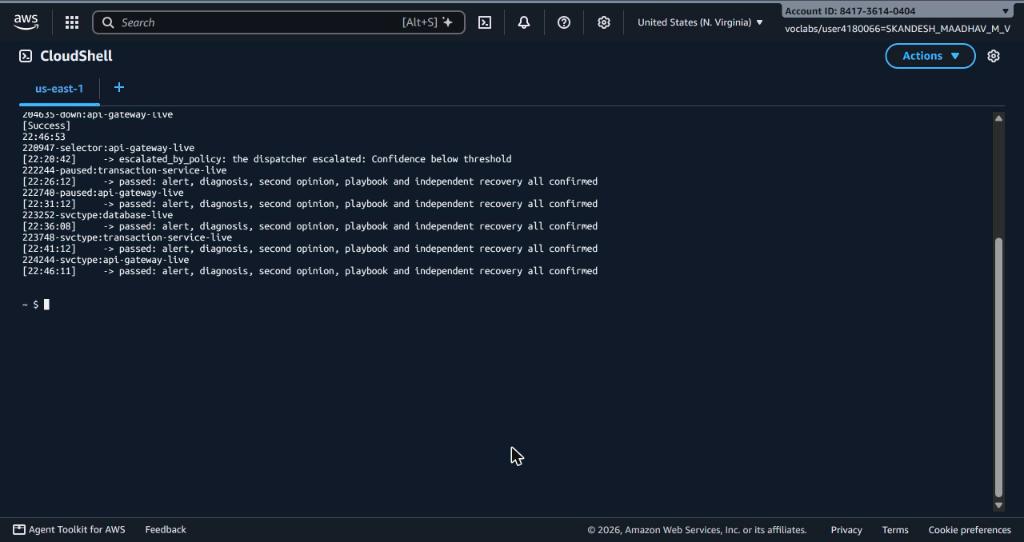 aws
Search [Alt+S]
United States (N. Virginia)
Account ID: 8417-3614-0404
voclabs/user4180066=SKANDESH_MAADHAV_M_V
CloudShell
Actions
us-east-1 +
204635-down:api-gateway-live
[Success]
22:46:53
220947-selector:api-gateway-live
[22:20:42] -> escalated_by_policy: the dispatcher escalated: Confidence below threshold
222244-paused:transaction-service-live
[22:26:12] -> passed: alert, diagnosis, second opinion, playbook and independent recovery all confirmed
222740-paused:api-gateway-live
[22:31:12] -> passed: alert, diagnosis, second opinion, playbook and independent recovery all confirmed
223252-svctype:database-live
[22:36:08] -> passed: alert, diagnosis, second opinion, playbook and independent recovery all confirmed
223748-svctype:transaction-service-live
[22:41:12] -> passed: alert, diagnosis, second opinion, playbook and independent recovery all confirmed
224244-svctype:api-gateway-live
[22:46:11] -> passed: alert, diagnosis, second opinion, playbook and independent recovery all confirmed
~ $
Agent Toolkit for AWS Feedback © 2026, Amazon Web Services, Inc. or its affiliates. Privacy Terms Cookie preferences